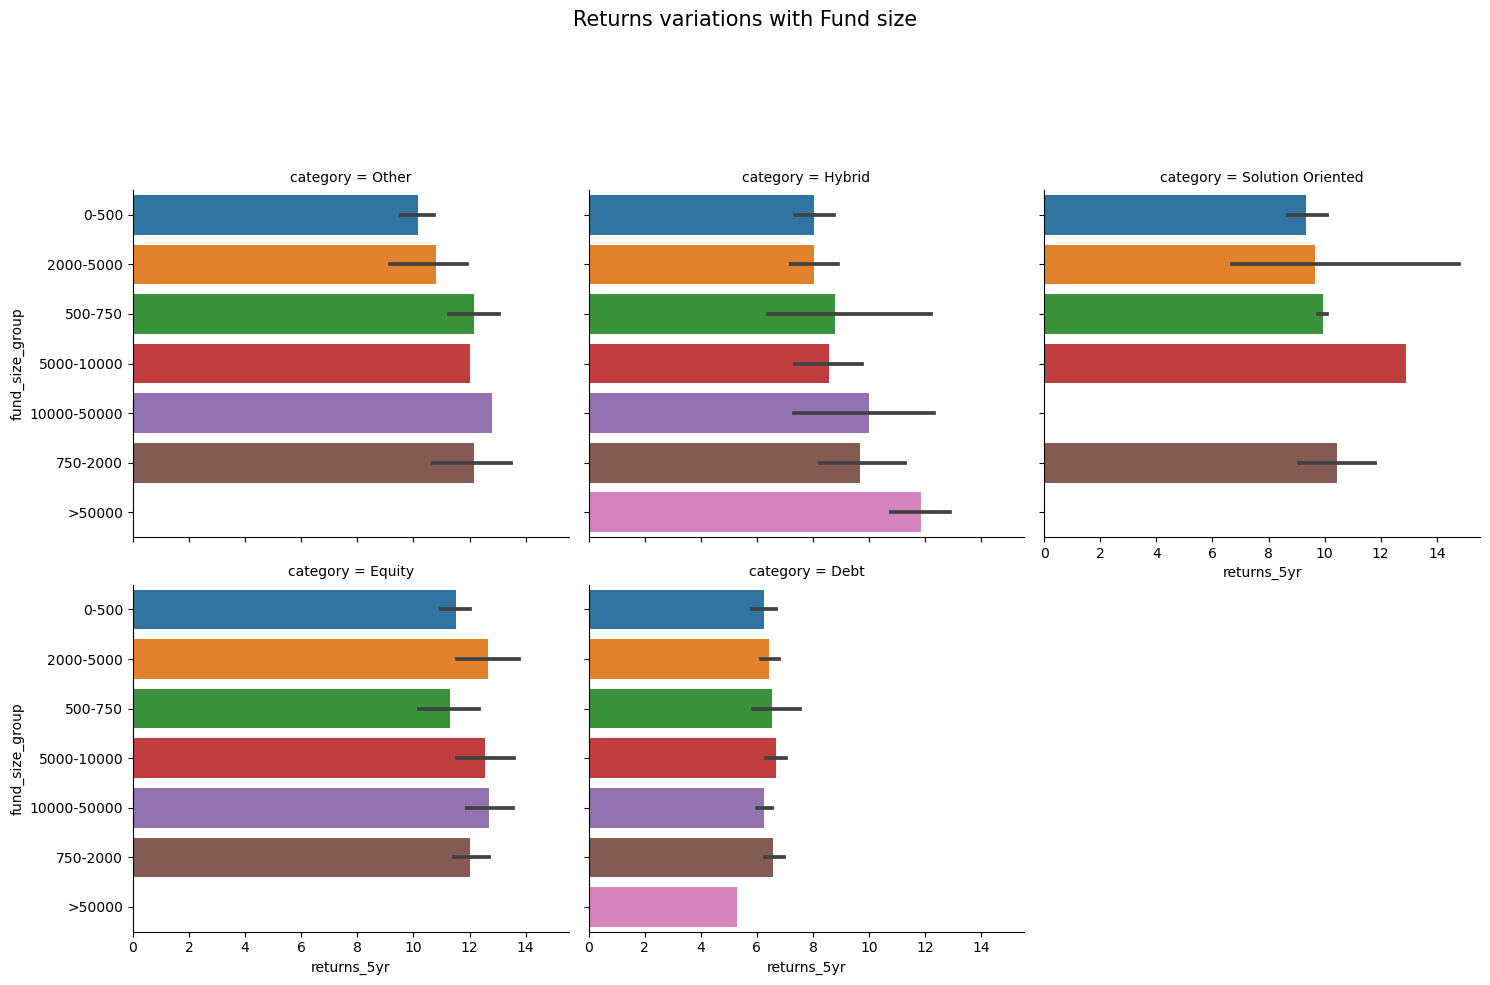 Returns variations with Fund size
category = Other
category = Hybrid
category = Solution Oriented
fund_size_group
0-500
2000-5000
500-750
5000-10000
10000-50000
750-2000
>50000
0 2 4 6 8 10 12 14
returns_5yr
category = Equity
category = Debt
fund_size_group
0-500
2000-5000
500-750
5000-10000
10000-50000
750-2000
>50000
0 2 4 6 8 10 12 14
returns_5yr
0 2 4 6 8 10 12 14
returns_5yr